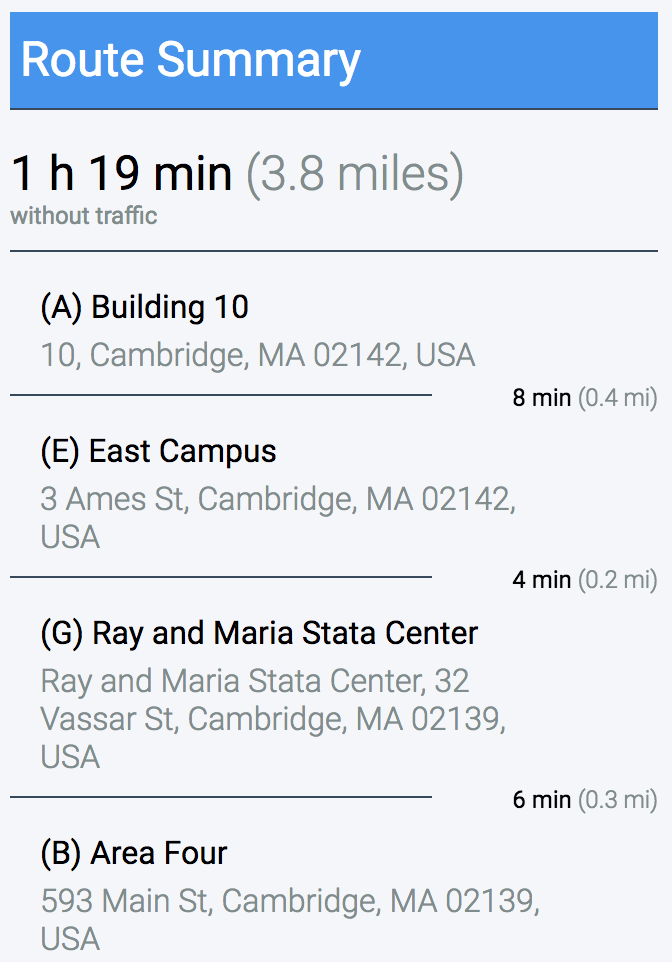 Route Summary
1 h 19 min (3.8 miles)
without traffic
(A) Building 10
10, Cambridge, MA 02142, USA
8 min (0.4 mi)
(E) East Campus
3 Ames St, Cambridge, MA 02142,
USA
4 min (0.2 mi)
(G) Ray and Maria Stata Center
Ray and Maria Stata Center, 32
Vassar St, Cambridge, MA 02139,
USA
6 min (0.3 mi)
(B) Area Four
593 Main St, Cambridge, MA 02139,
USA